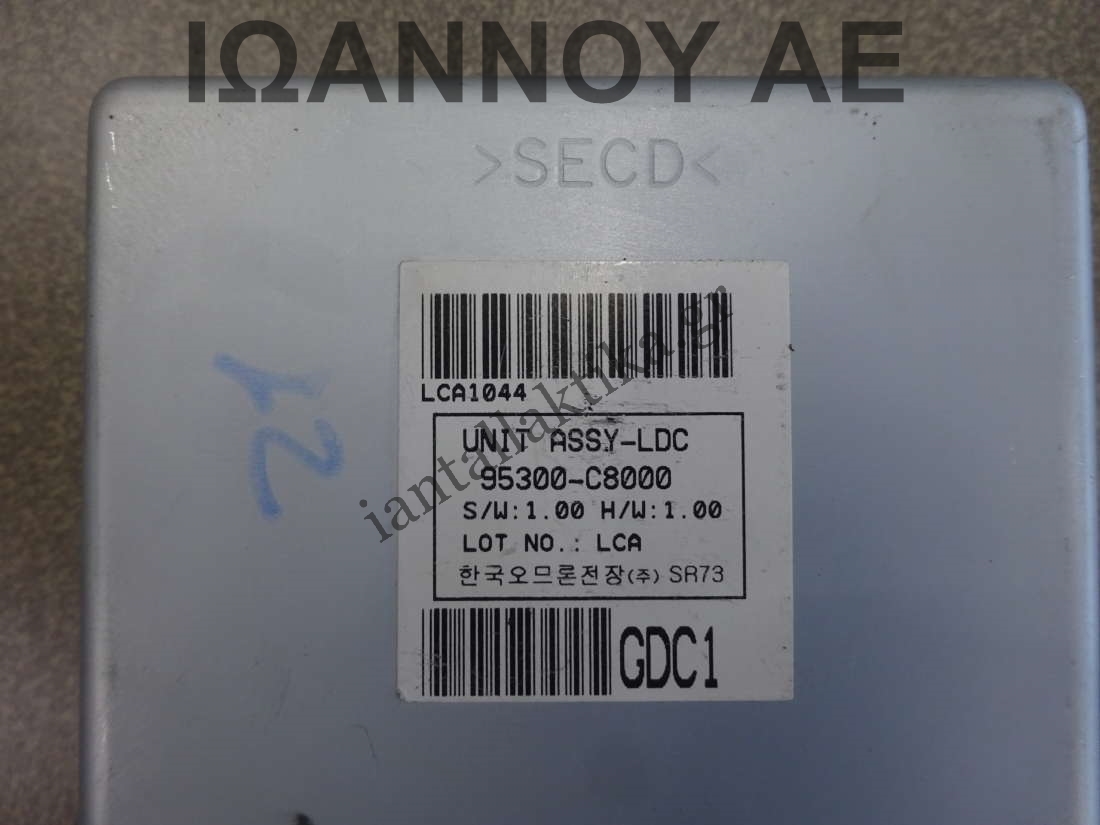 ΙΩΑΝΝΟΥ ΑΕ
>SECD<
LCA1044
UNIT ASSY-LDC
95300-C8000
S/W:1.00 H/W:1.00
LOT NO.: LCA
한국오므론전장(주) SR73
GDC1
iantallaktika.gr
21